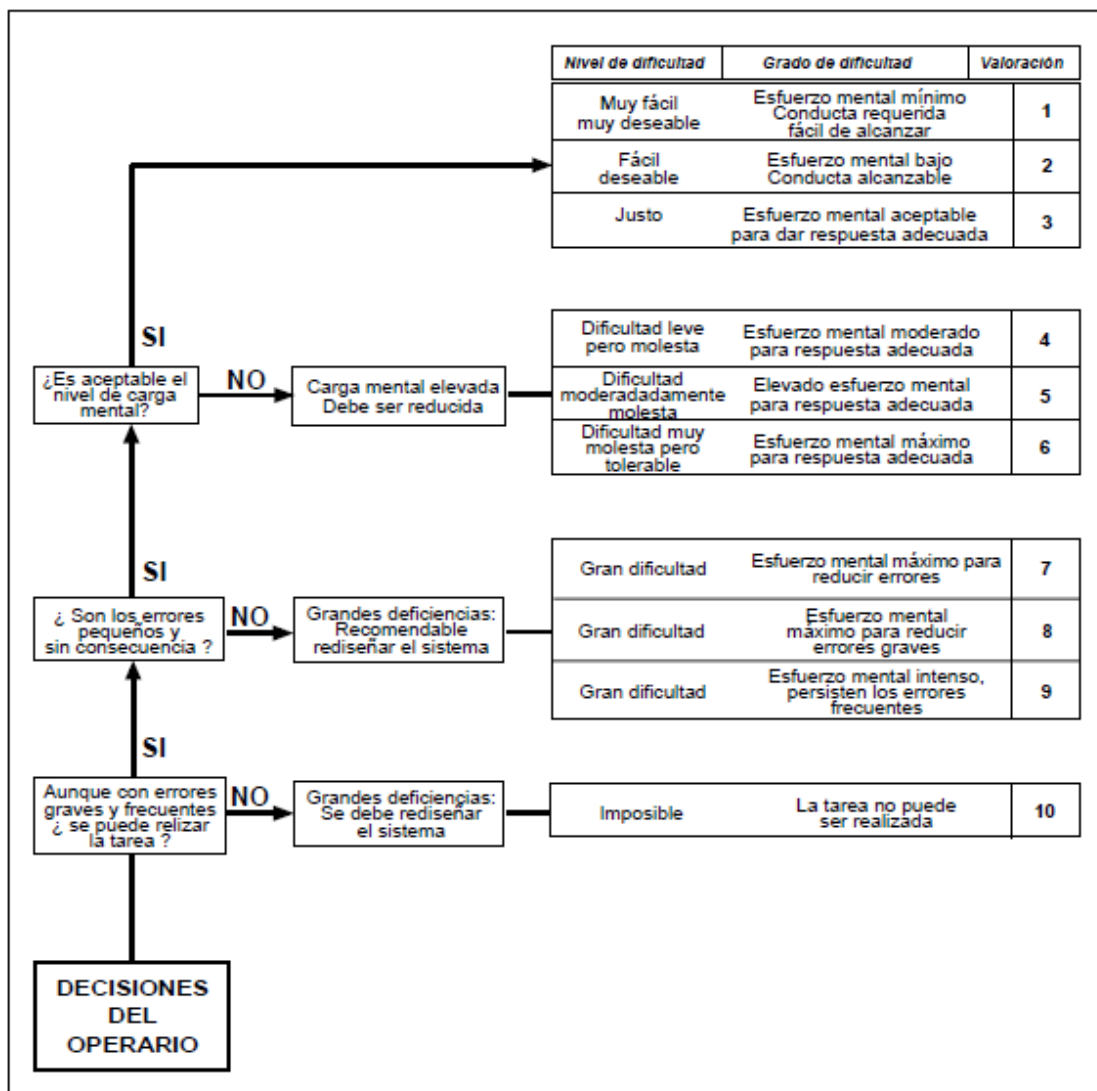 Nivel de dificultad Grado de dificultad Valoración
Muy fácil
muy deseable
Esfuerzo mental mínimo
Conducta requerida
fácil de alcanzar
1
Fácil
deseable
Esfuerzo mental bajo
Conducta alcanzable
2
Justo
Esfuerzo mental aceptable
para dar respuesta adecuada
3
SI
¿Es aceptable el
nivel de carga
mental?
NO
Carga mental elevada
Debe ser reducida
Dificultad leve
pero molesta
Esfuerzo mental moderado
para respuesta adecuada
4
Dificultad
moderadadamente
molesta
Elevado esfuerzo mental
para respuesta adecuada
5
Dificultad muy
molesta pero
tolerable
Esfuerzo mental máximo
para respuesta adecuada
6
SI
¿ Son los errores
pequeños y
sin consecuencia ?
NO
Grandes deficiencias:
Recomendable
rediseñar el sistema
Gran dificultad
Esfuerzo mental máximo para
reducir errores
7
Gran dificultad
Esfuerzo mental
máximo para reducir
errores graves
8
Gran dificultad
Esfuerzo mental intenso,
persisten los errores
frecuentes
9
SI
Aunque con errores
graves y frecuentes
¿ se puede relizar
la tarea ?
NO
Grandes deficiencias:
Se debe rediseñar
el sistema
Imposible
La tarea no puede
ser realizada
10
DECISIONES
DEL
OPERARIO